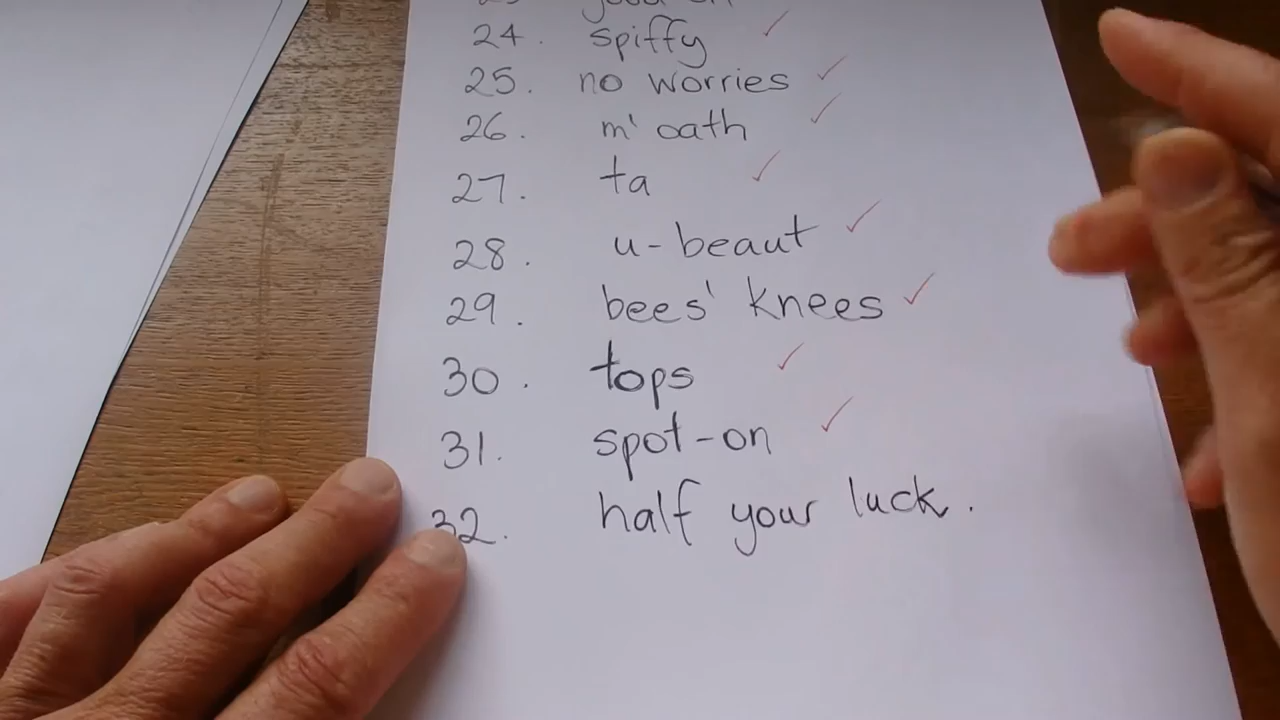 24. spiffy
25. no worries
26. m' oath
27. ta
28. u-beaut
29. bees' knees
30. tops
31. spot-on
32. half your luck.